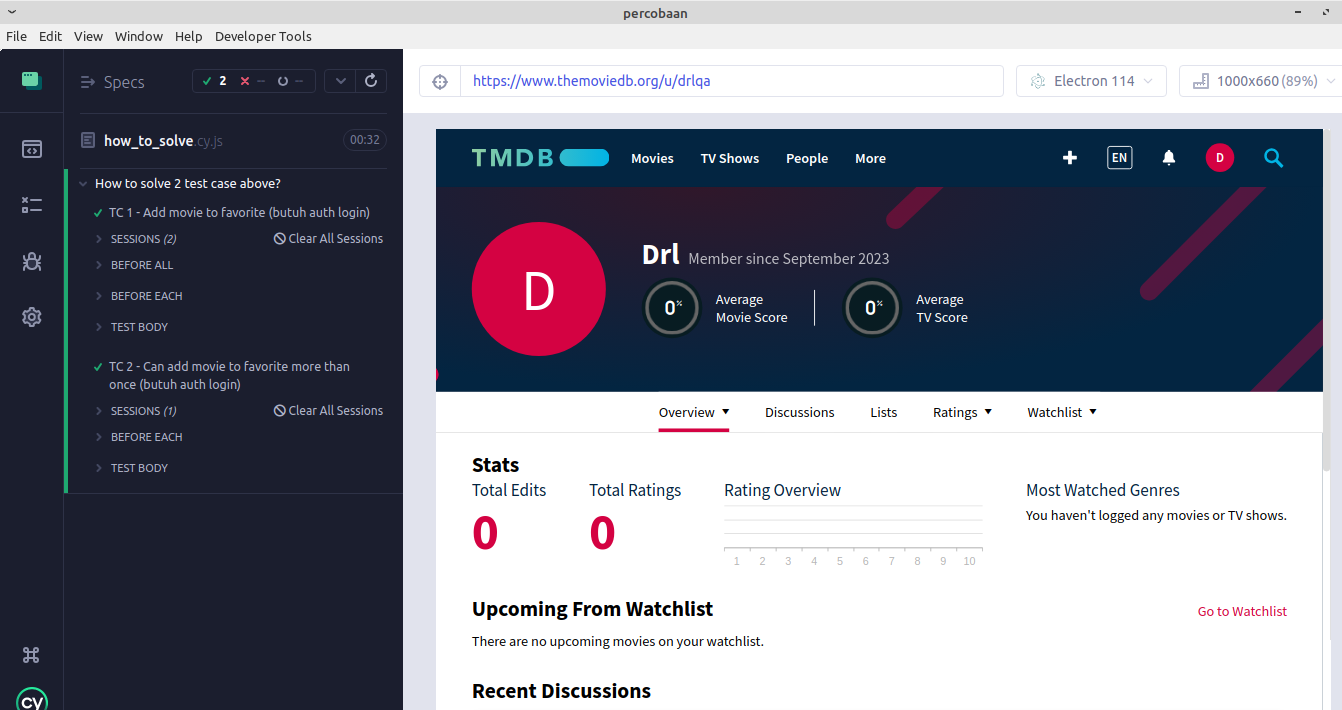 percobaan
File Edit View Window Help Developer Tools
Specs
2 -- --
how_to_solve cy.js
00:32
How to solve 2 test case above?
TC 1 - Add movie to favorite (butuh auth login)
SESSIONS (2)
Clear All Sessions
BEFORE ALL
BEFORE EACH
TEST BODY
TC 2 - Can add movie to favorite more than
once (butuh auth login)
SESSIONS (1)
Clear All Sessions
BEFORE EACH
TEST BODY
cy
https://www.themoviedb.org/u/drlqa
Electron 114
1000x660 (89%)
TMDB
Movies TV Shows People More
EN
D
D
Drl Member since September 2023
0%
Average
Movie Score
0%
Average
TV Score
Overview Discussions Lists Ratings Watchlist
Stats
Total Edits
0
Total Ratings
0
Rating Overview
1 2 3 4 5 6 7 8 9 10
Most Watched Genres
You haven't logged any movies or TV shows.
Upcoming From Watchlist
Go to Watchlist
There are no upcoming movies on your watchlist.
Recent Discussions